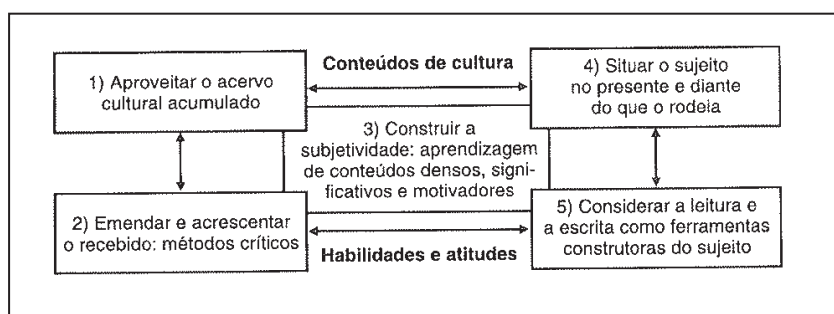 1) Aproveitar o acervo
cultural acumulado
Conteúdos de cultura
4) Situar o sujeito
no presente e diante
do que o rodeia
3) Construir a
subjetividade: aprendizagem
de conteúdos densos, signi-
ficativos e motivadores
2) Emendar e acrescentar
o recebido: métodos críticos
Habilidades e atitudes
5) Considerar a leitura e
a escrita como ferramentas
construtoras do sujeito